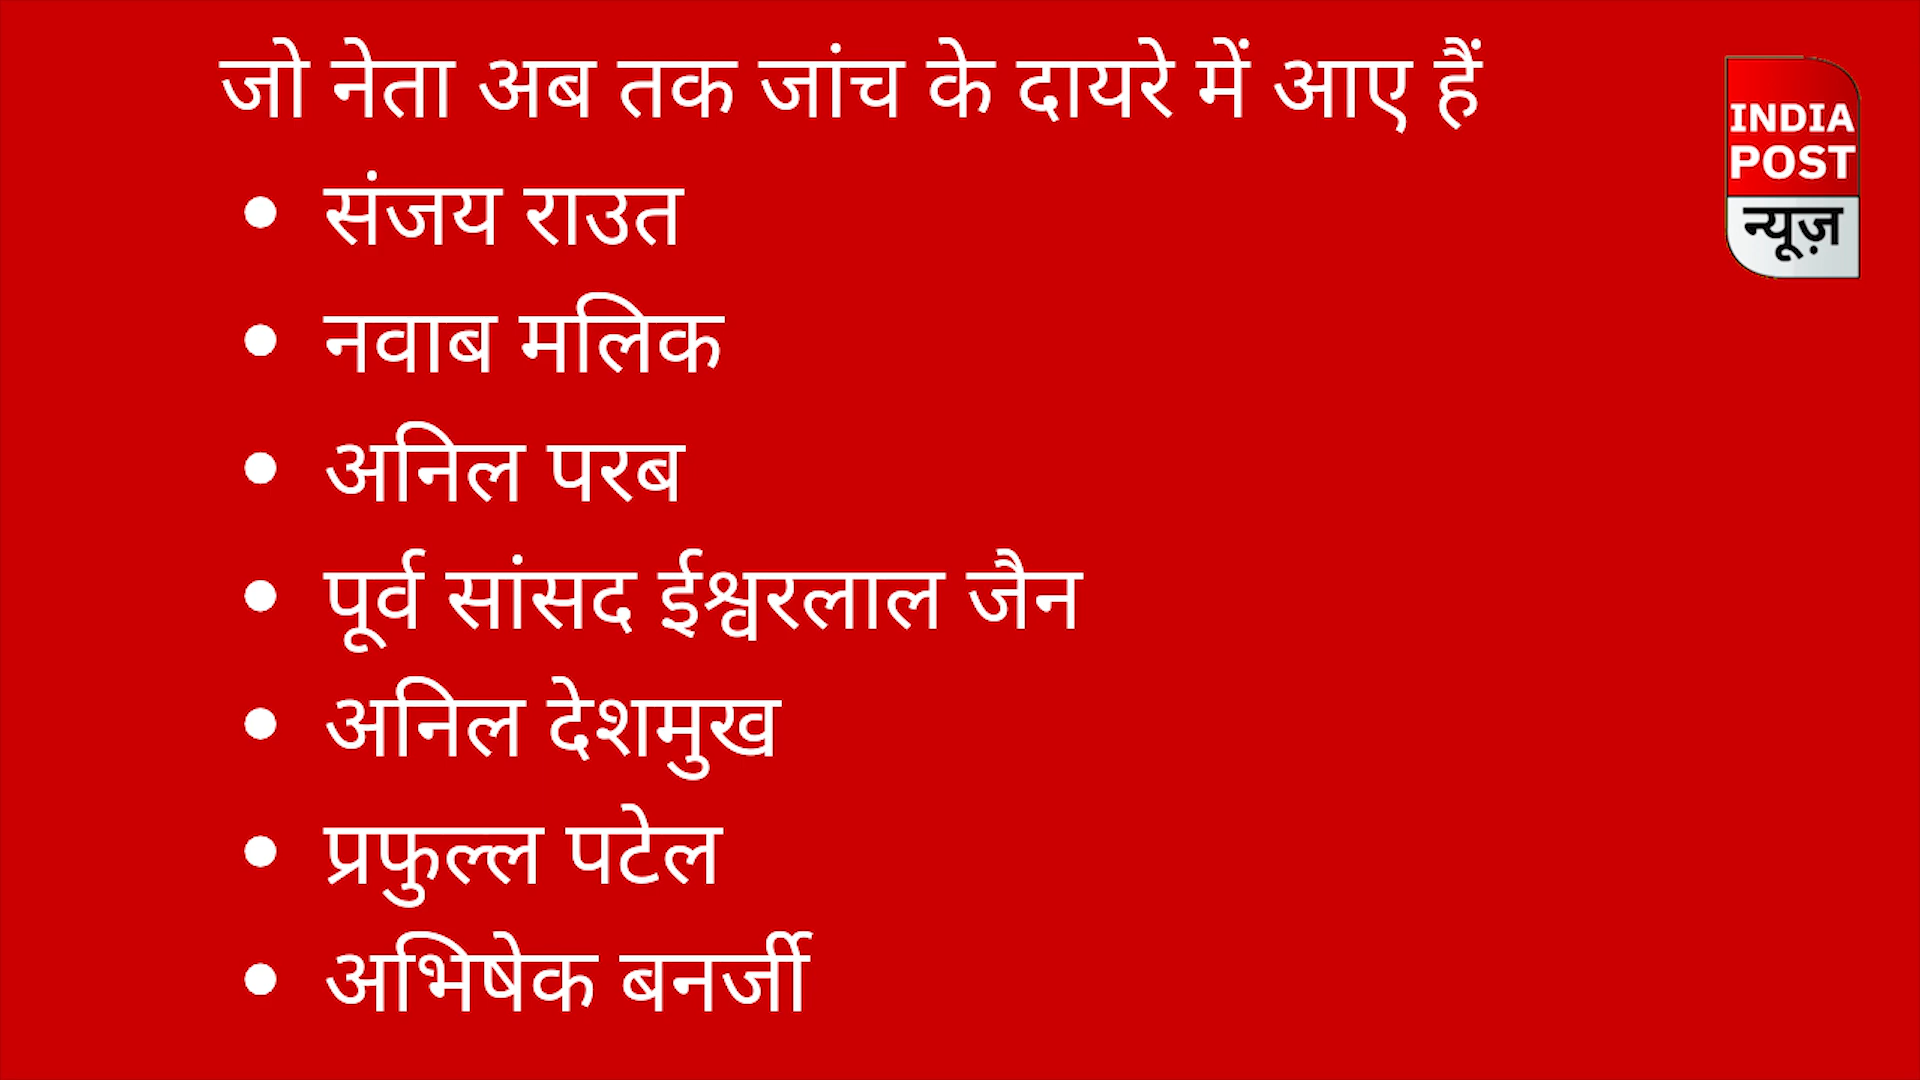 जो नेता अब तक जांच के दायरे में आए हैं
• संजय राउत
• नवाब मलिक
• अनिल परब
• पूर्व सांसद ईश्वरलाल जैन
• अनिल देशमुख
• प्रफुल्ल पटेल
• अभिषेक बनर्जी
INDIA
POST
न्यूज़